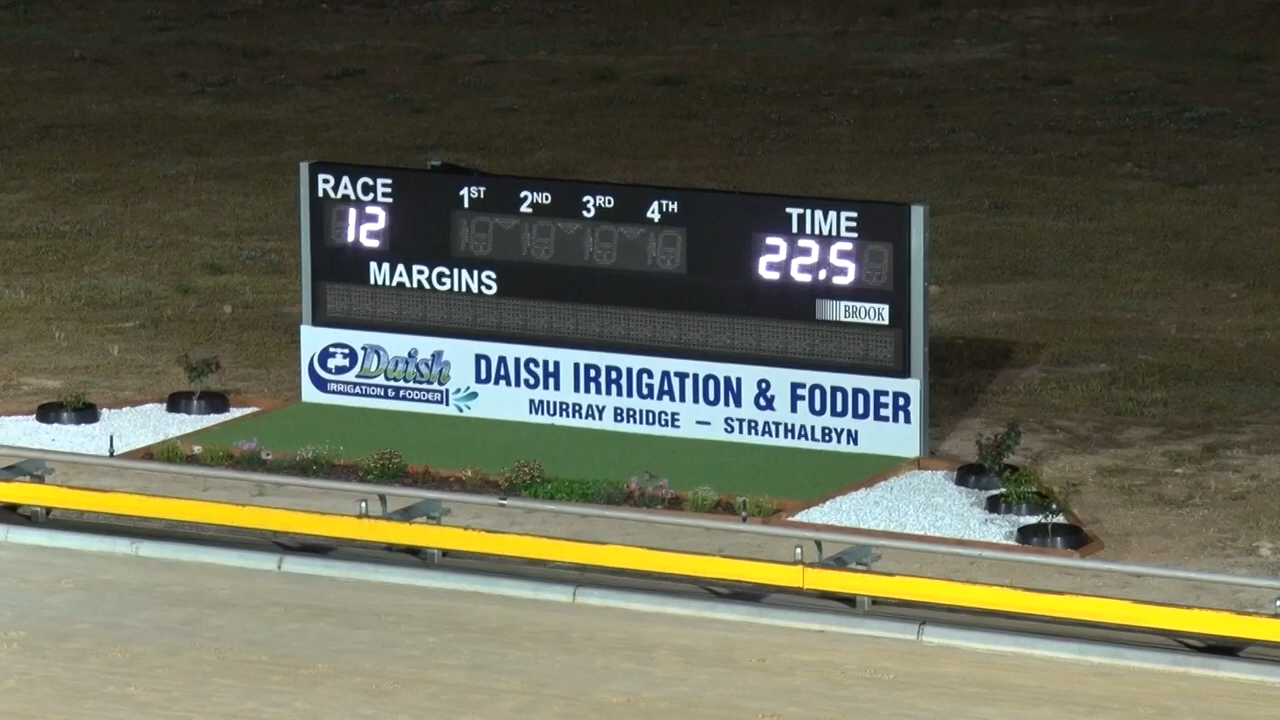 RACE 1ST 2ND 3RD 4TH TIME
12 22.5
MARGINS
BROOK
Daish
IRRIGATION & FODDER
DAISH IRRIGATION & FODDER
MURRAY BRIDGE – STRATHALBYN